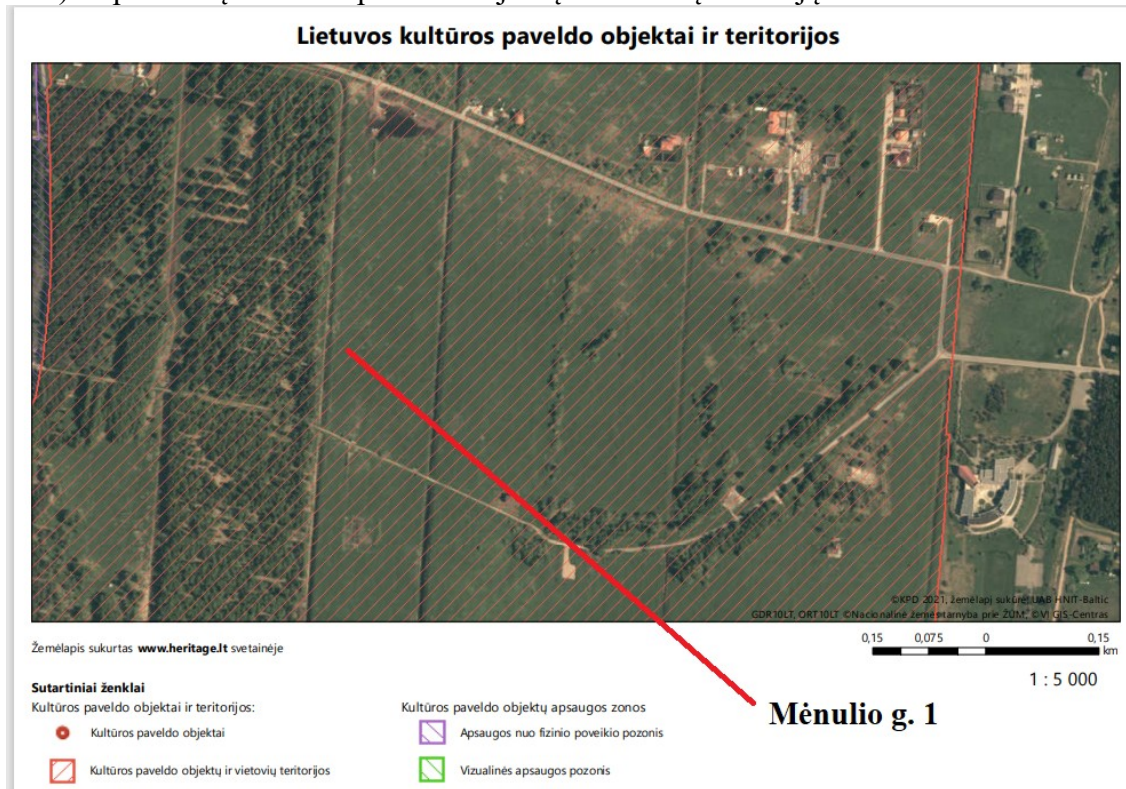 Lietuvos kultūros paveldo objektai ir teritorijos
©KPD 2021, žemėlapį sukūrė: UAB HNIT-Baltic
GDR10LT, ORT10LT ©Nacionalinė žemės tarnyba prie ŽŪM, ©VĮ GIS-Centras
Žemėlapis sukurtas www.heritage.lt svetainėje
0,15 0,075 0 0,15
km
1 : 5 000
Sutartiniai ženklai
Kultūros paveldo objektai ir teritorijos:
Kultūros paveldo objektai
Kultūros paveldo objektų ir vietovių teritorijos
Kultūros paveldo objektų apsaugos zonos
Apsaugos nuo fizinio poveikio pozonis
Vizualinės apsaugos pozonis
Mėnulio g. 1